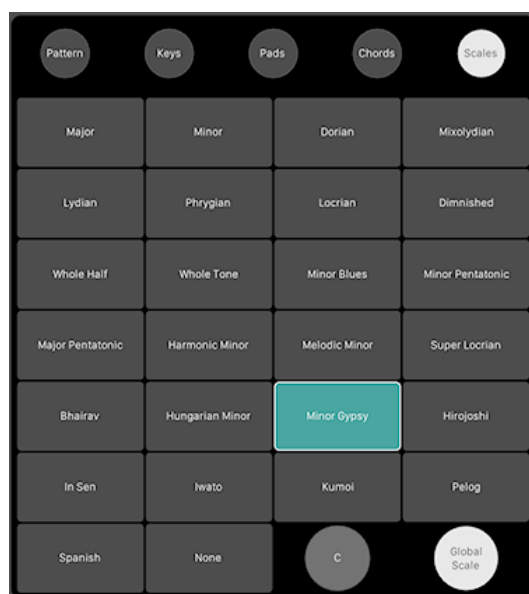 Pattern Keys Pads Chords Scales
Major Minor Dorian Mixolydian
Lydian Phrygian Locrian Dimnished
Whole Half Whole Tone Minor Blues Minor Pentatonic
Major Pentatonic Harmonic Minor Melodic Minor Super Locrian
Bhairav Hungarian Minor Minor Gypsy Hirojoshi
In Sen Iwato Kumoi Pelog
Spanish None C Global
Scale